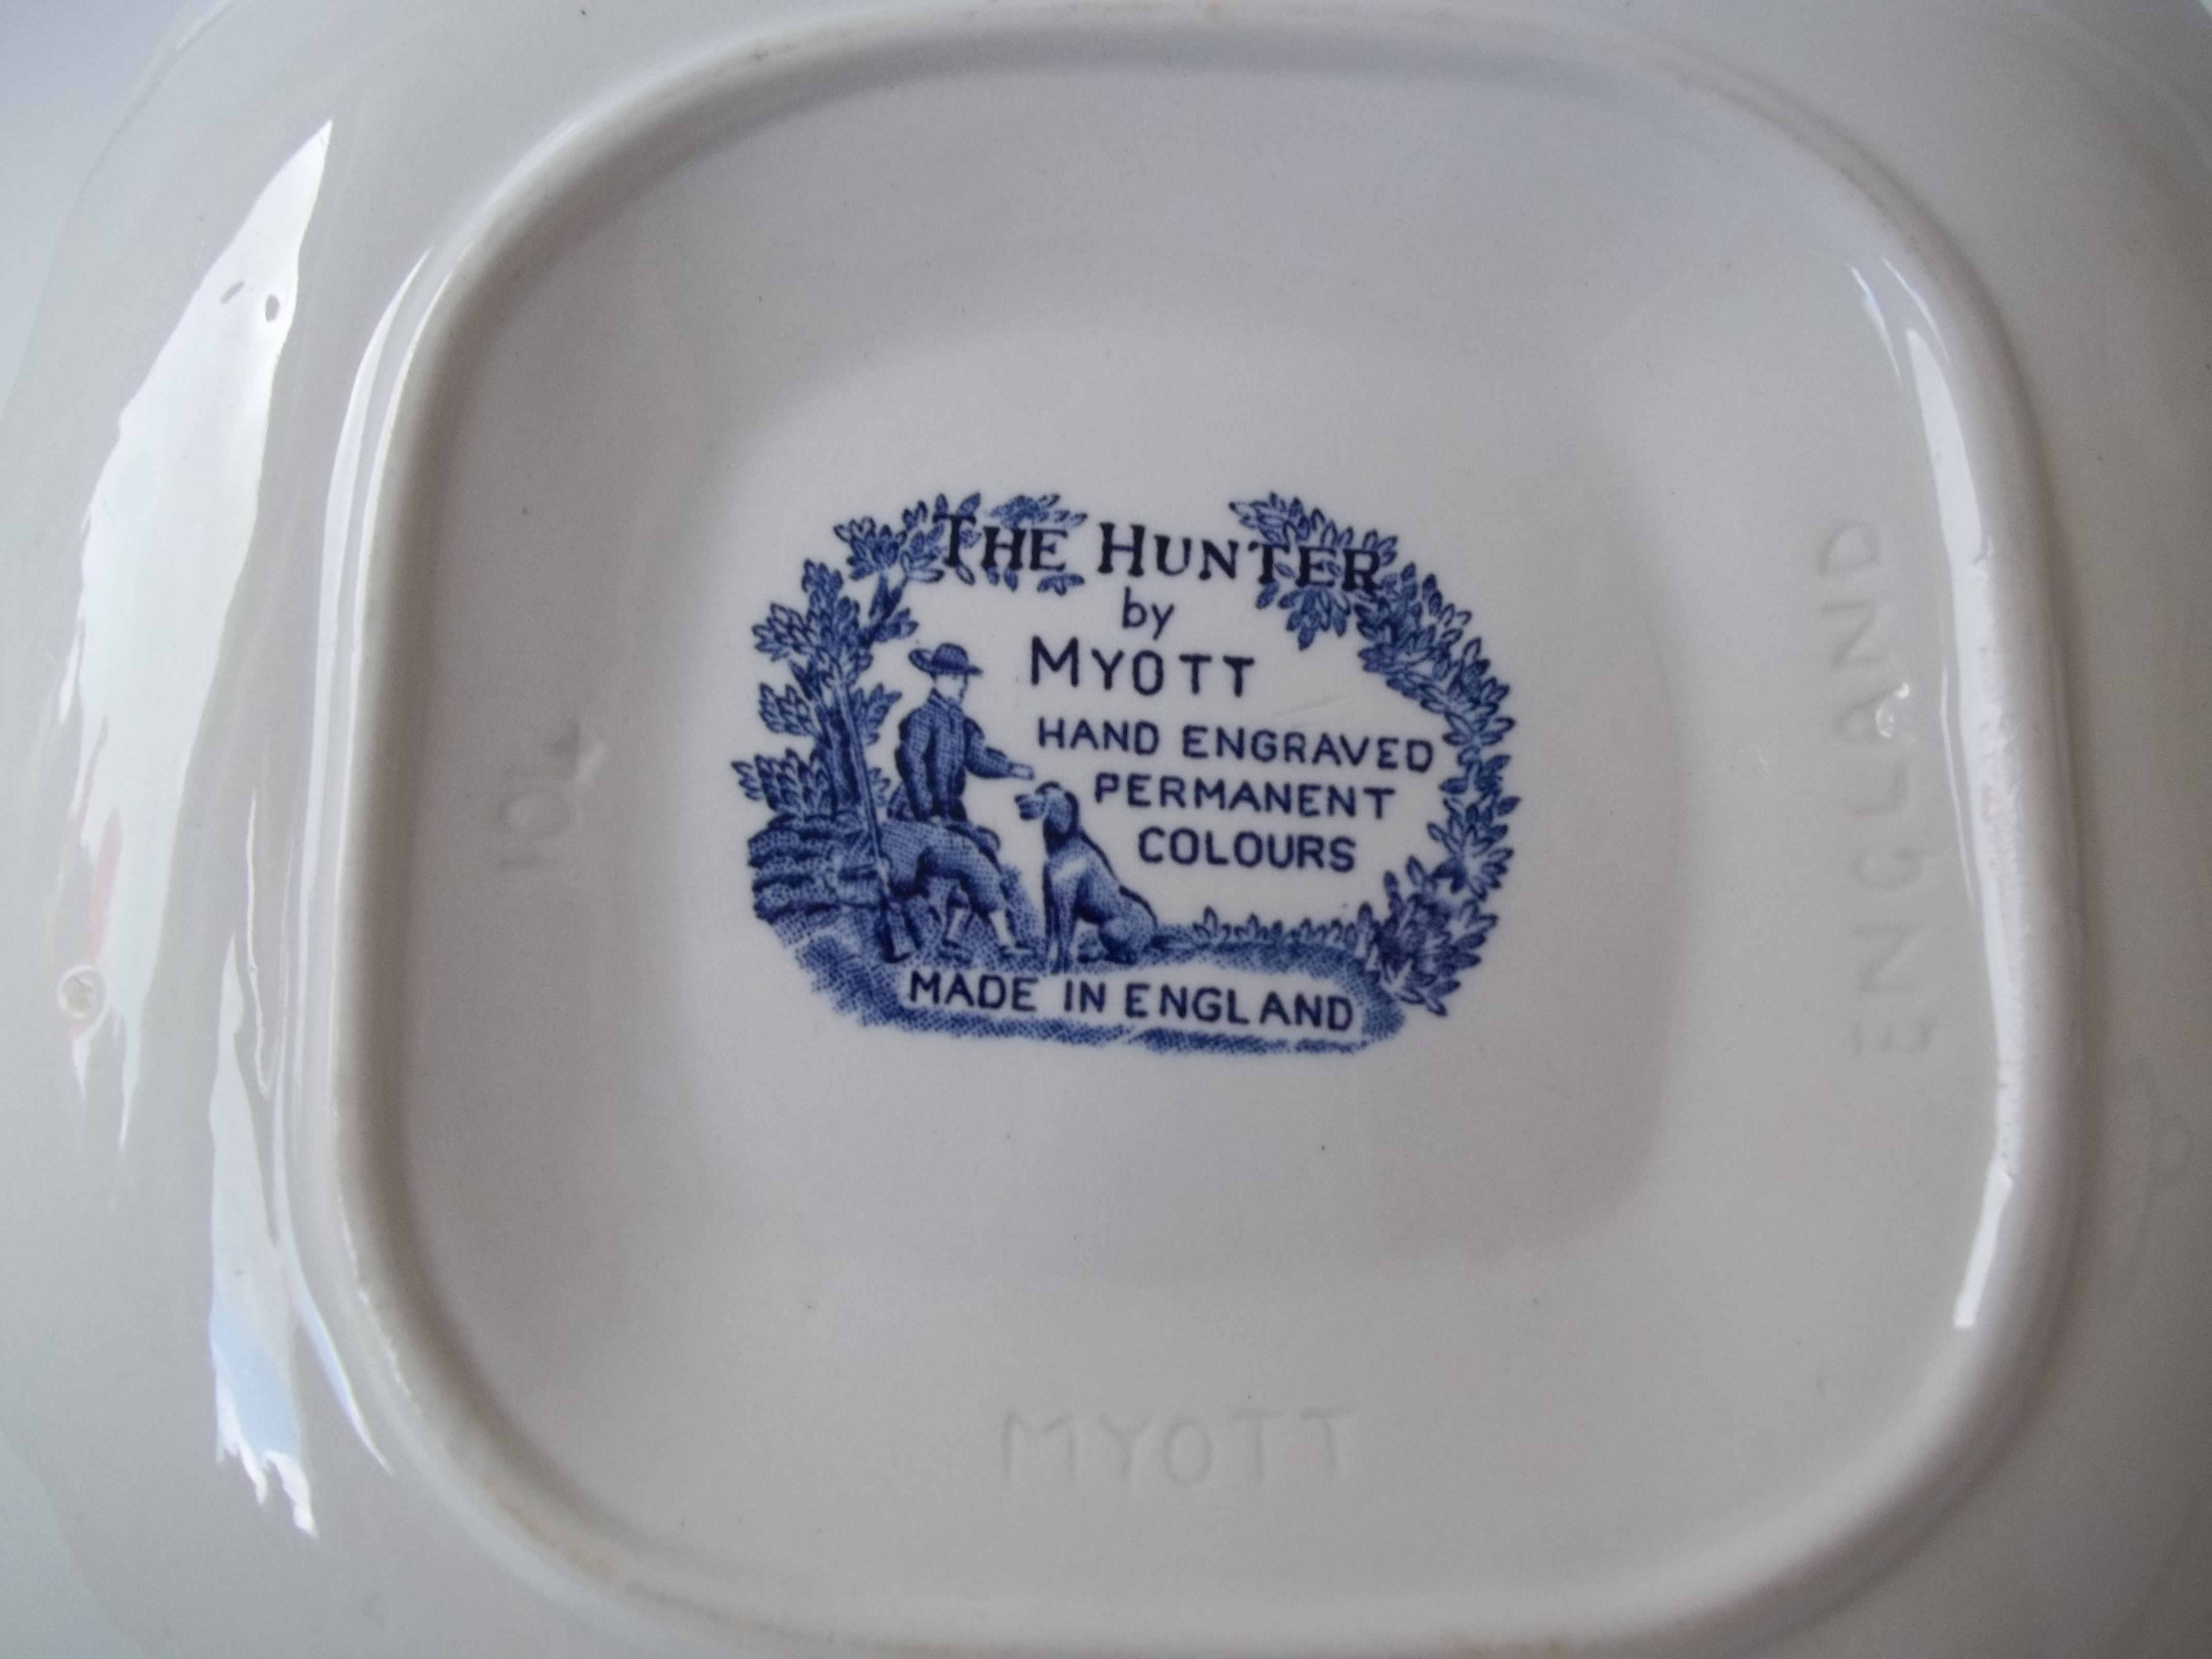 THE HUNTER
by
MYOTT
HAND ENGRAVED
PERMANENT
COLOURS
MADE IN ENGLAND
ENGLAND
MYOTT